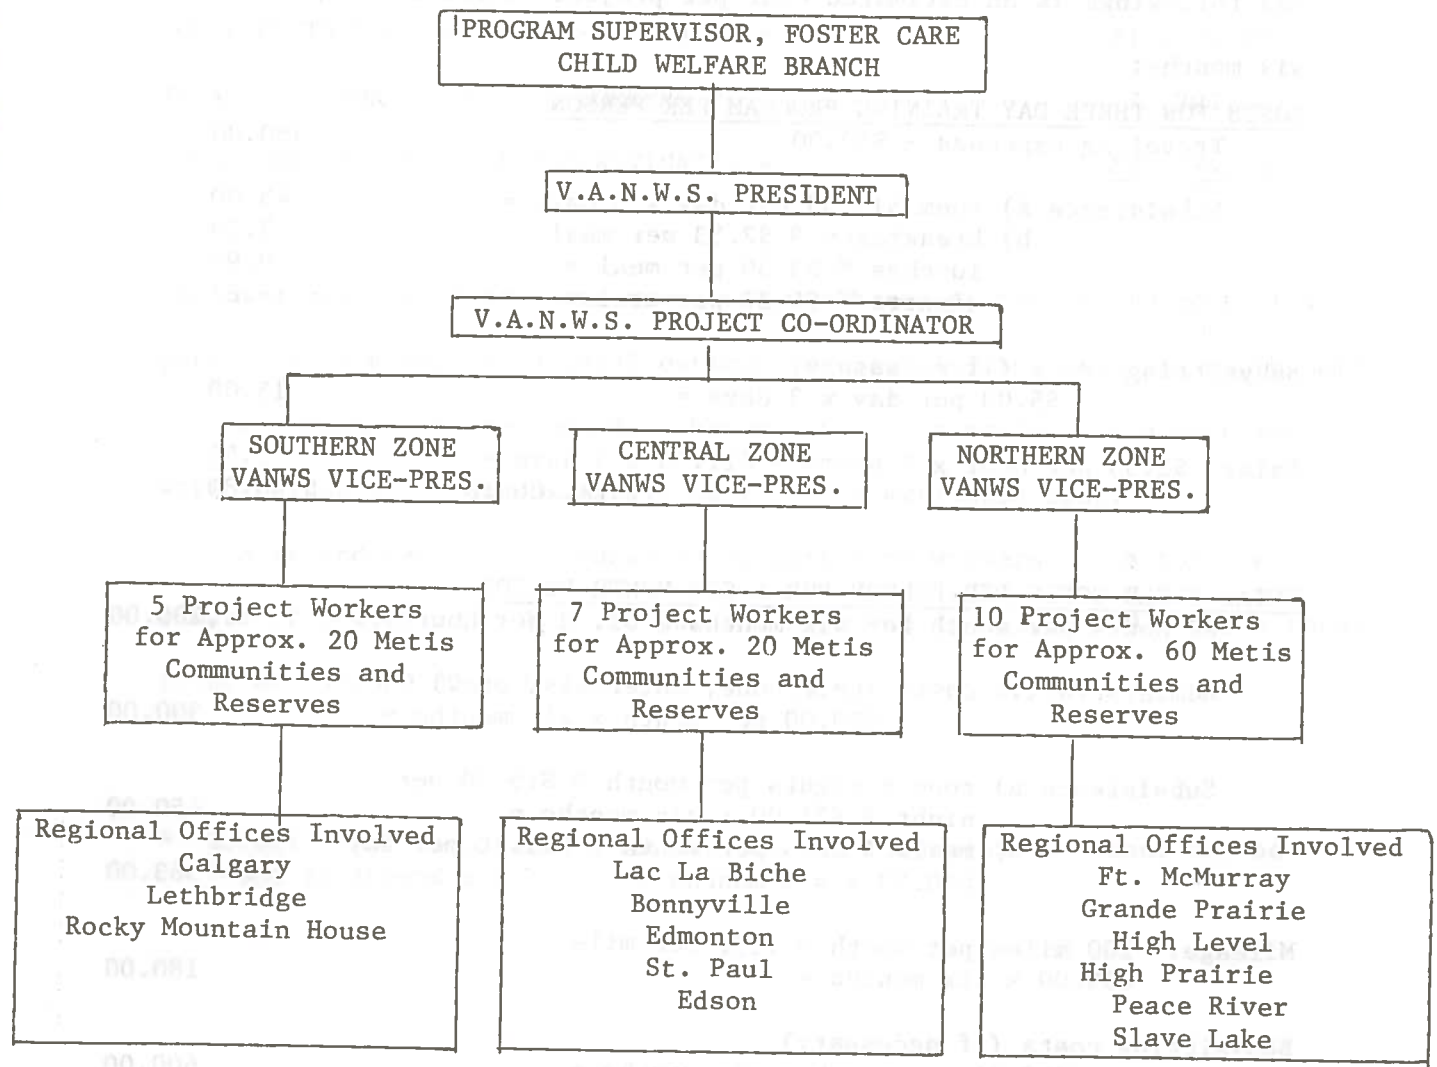 PROGRAM SUPERVISOR, FOSTER CARE
CHILD WELFARE BRANCH
V.A.N.W.S. PRESIDENT
V.A.N.W.S. PROJECT CO-ORDINATOR
SOUTHERN ZONE
VANWS VICE-PRES.
CENTRAL ZONE
VANWS VICE-PRES.
NORTHERN ZONE
VANWS VICE-PRES.
5 Project Workers
for Approx. 20 Metis
Communities and
Reserves
7 Project Workers
for Approx. 20 Metis
Communities and
Reserves
10 Project Workers
for Approx. 60 Metis
Communities and
Reserves
Regional Offices Involved
Calgary
Lethbridge
Rocky Mountain House
Regional Offices Involved
Lac La Biche
Bonnyville
Edmonton
St. Paul
Edson
Regional Offices Involved
Ft. McMurray
Grande Prairie
High Level
High Prairie
Peace River
Slave Lake